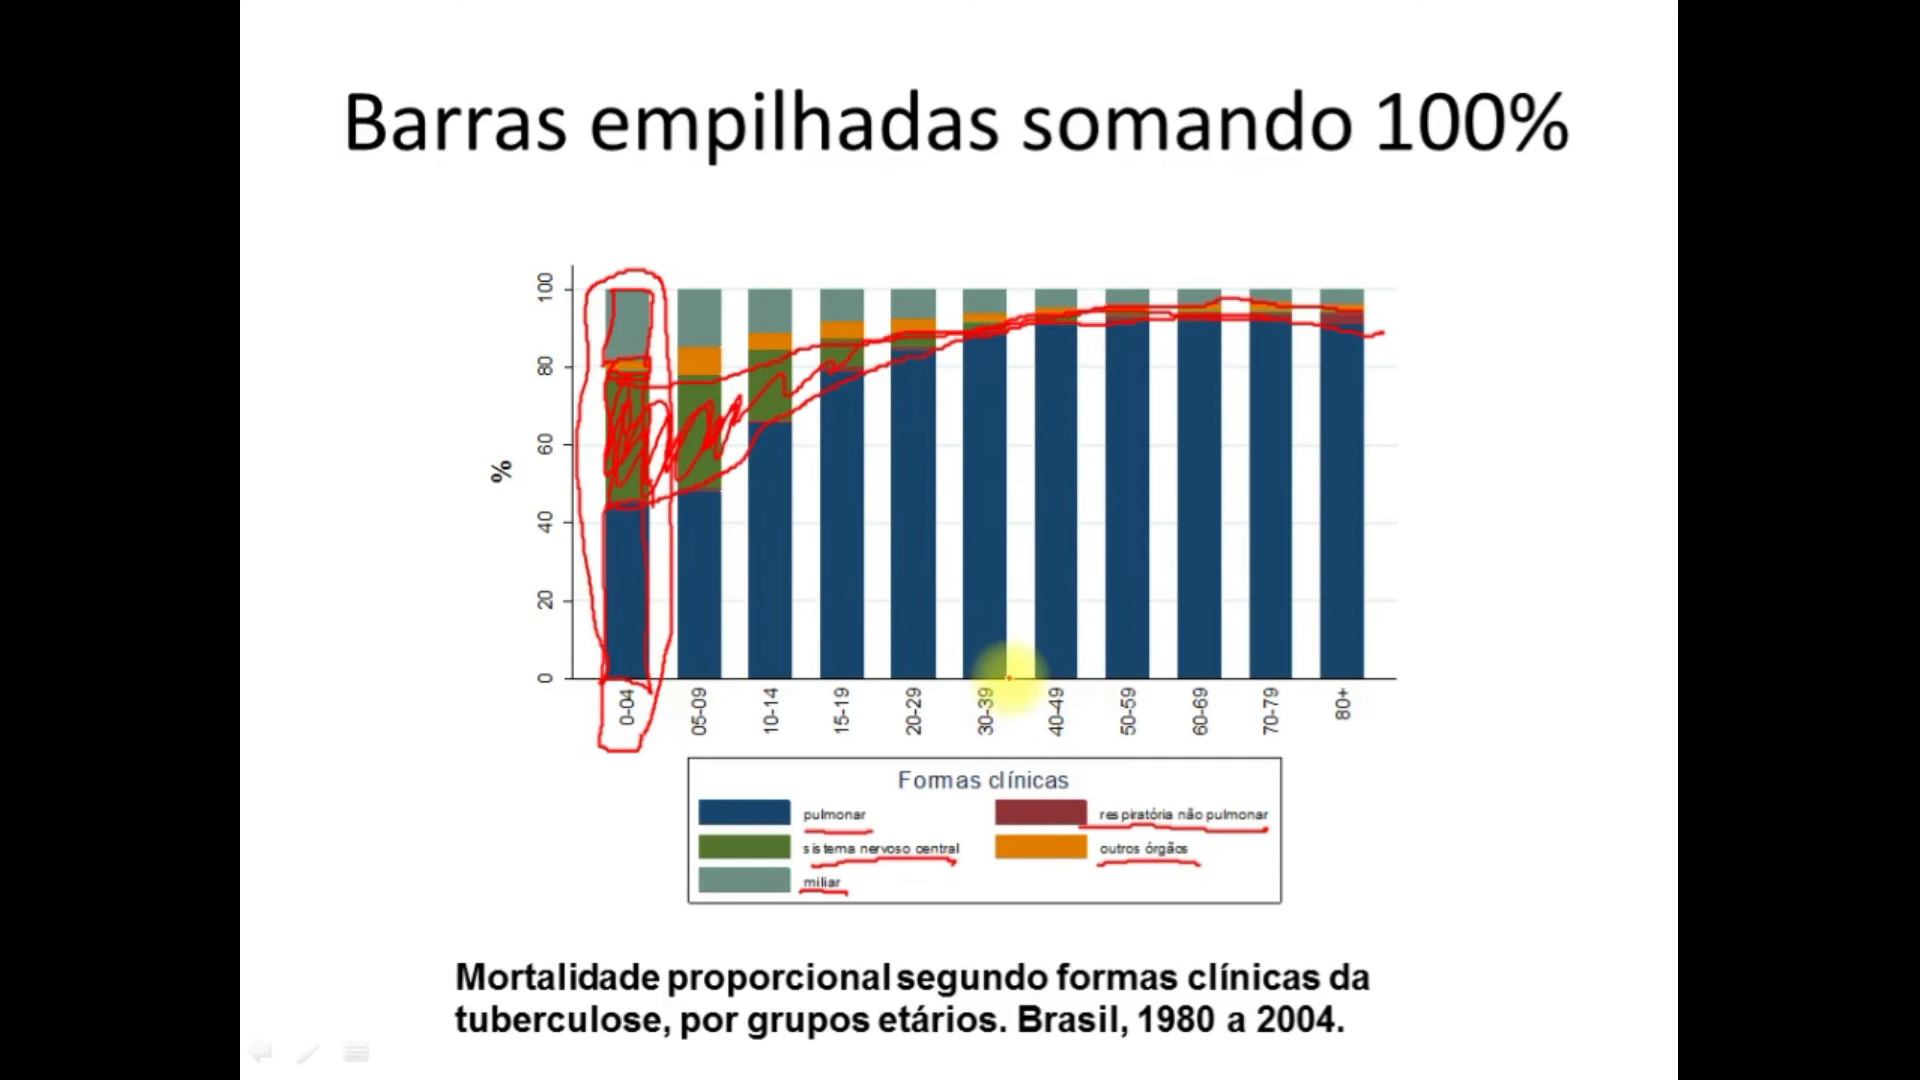 Barras empilhadas somando 100%
100
80
60
40
20
0
%
0-04
05-09
10-14
15-19
20-29
30-39
40-49
50-59
60-69
70-79
80+
Formas clínicas
pulmonar
respiratória não pulmonar
sistema nervoso central
outros órgãos
miliar
Mortalidade proporcional segundo formas clínicas da
tuberculose, por grupos etários. Brasil, 1980 a 2004.